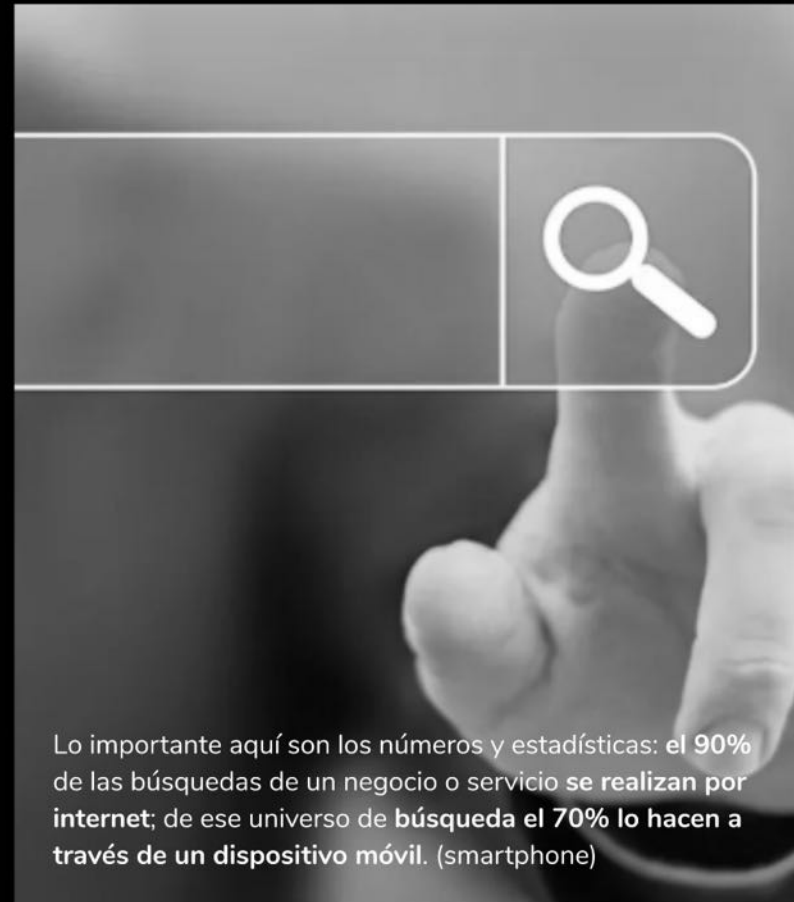 Lo importante aquí son los números y estadísticas: el 90%
de las búsquedas de un negocio o servicio se realizan por
internet; de ese universo de búsqueda el 70% lo hacen a
través de un dispositivo móvil. (smartphone)